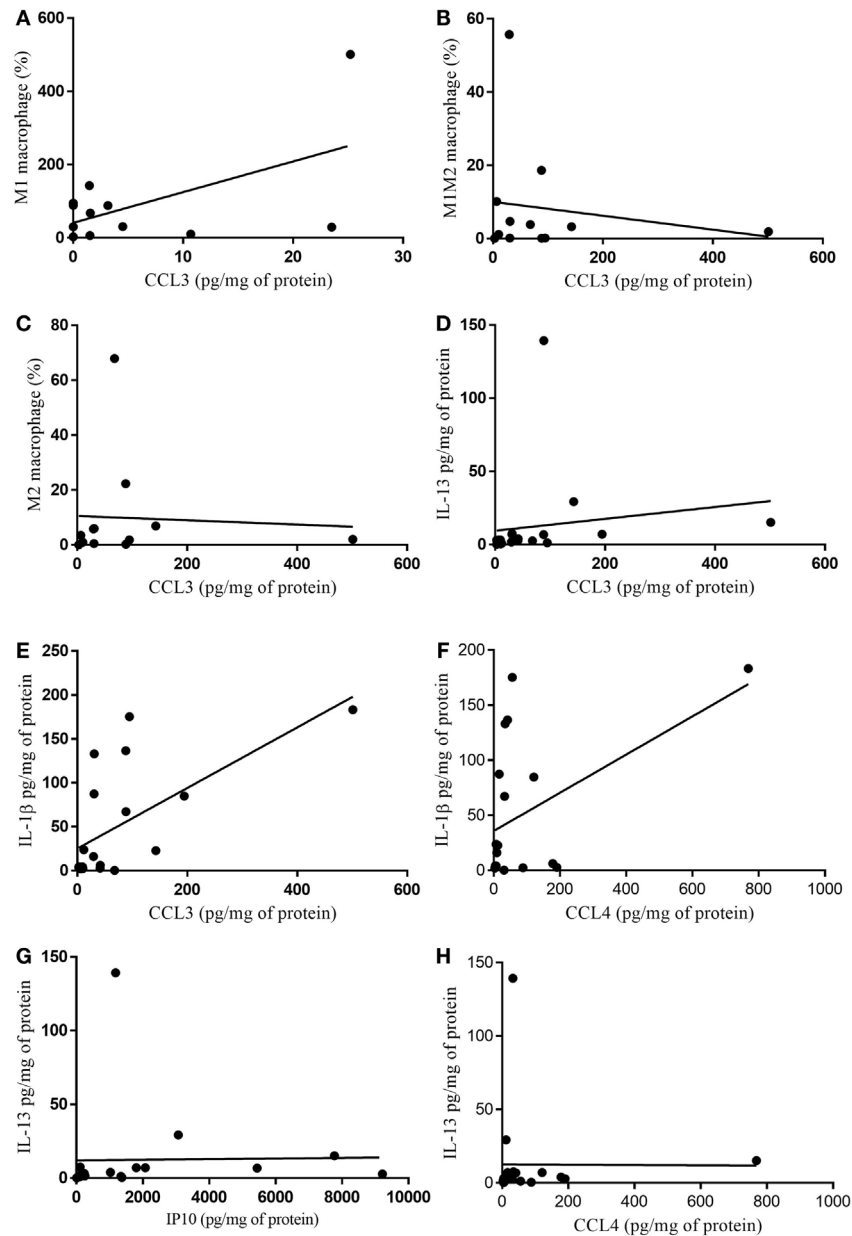 A
M1 macrophage (%)
600
400
200
0
0 10 20 30
CCL3 (pg/mg of protein)
B
M1M2 macrophage (%)
60
40
20
0
0 200 400 600
CCL3 (pg/mg of protein)
C
M2 macrophage (%)
80
60
40
20
0
0 200 400 600
CCL3 (pg/mg of protein)
D
IL-13 pg/mg of protein
150
100
50
0
0 200 400 600
CCL3 (pg/mg of protein)
E
IL-1β pg/mg of protein
250
200
150
100
50
0
0 200 400 600
CCL3 (pg/mg of protein)
F
IL-1β pg/mg of protein
200
150
100
50
0
0 200 400 600 800 1000
CCL4 (pg/mg of protein)
G
IL-13 pg/mg of protein
150
100
50
0
0 2000 4000 6000 8000 10000
IP10 (pg/mg of protein)
H
IL-13 pg/mg of protein
150
100
50
0
0 200 400 600 800 1000
CCL4 (pg/mg of protein)